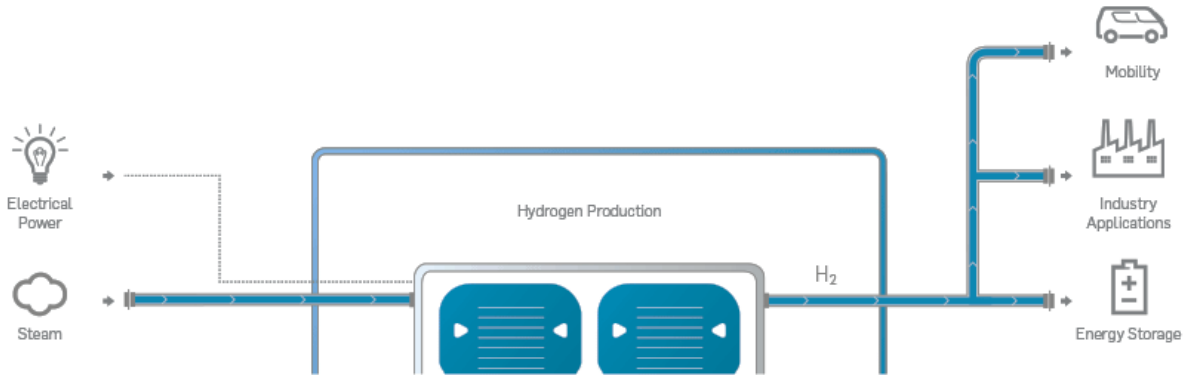 Mobility
Electrical
Power
Hydrogen Production
Industry
Applications
H₂
Steam
Energy Storage